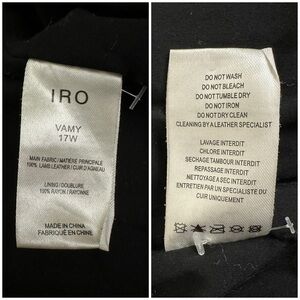 IRO
VAMY
17W
MAIN FABRIC/MATIÈRE PRINCIPALE
100% LAMB LEATHER / CUIR D'AGNEAU
LINING/DOUBLURE
100% RAYON/RAYONNE
MADE IN CHINA
FABRIQUÉ EN CHINE
DO NOT WASH
DO NOT BLEACH
DO NOT TUMBLE DRY
DO NOT IRON
DO NOT DRY CLEAN
CLEANING BY A LEATHER SPECIALIST
LAVAGE INTERDIT
CHLORE INTERDIT
SECHAGE TAMBOUR INTERDIT
REPASSAGE INTERDIT
NETTOYAGE A SEC INTERDIT
ENTRETIEN PAR UN SPECIALISTE DU
CUIR UNIQUEMENT